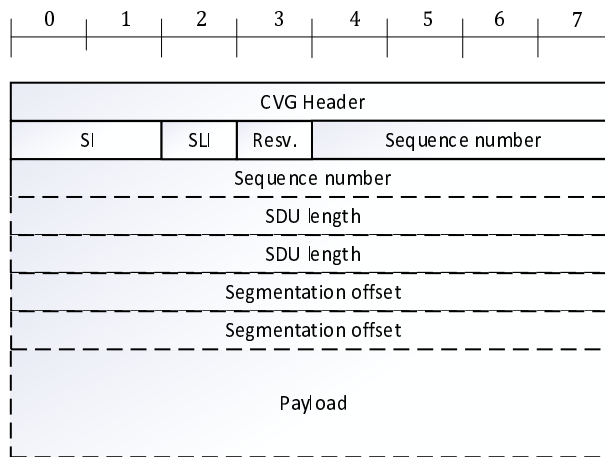 0 1 2 3 4 5 6 7
CVG Header
SI SLI Resv. Sequence number
Sequence number
SDU length
SDU length
Segmentation offset
Segmentation offset
Payload